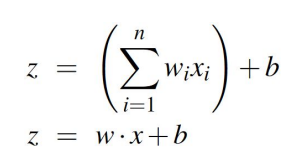 z = (∑_{i=1}^{n} w_i x_i) + b
z = w · x + b